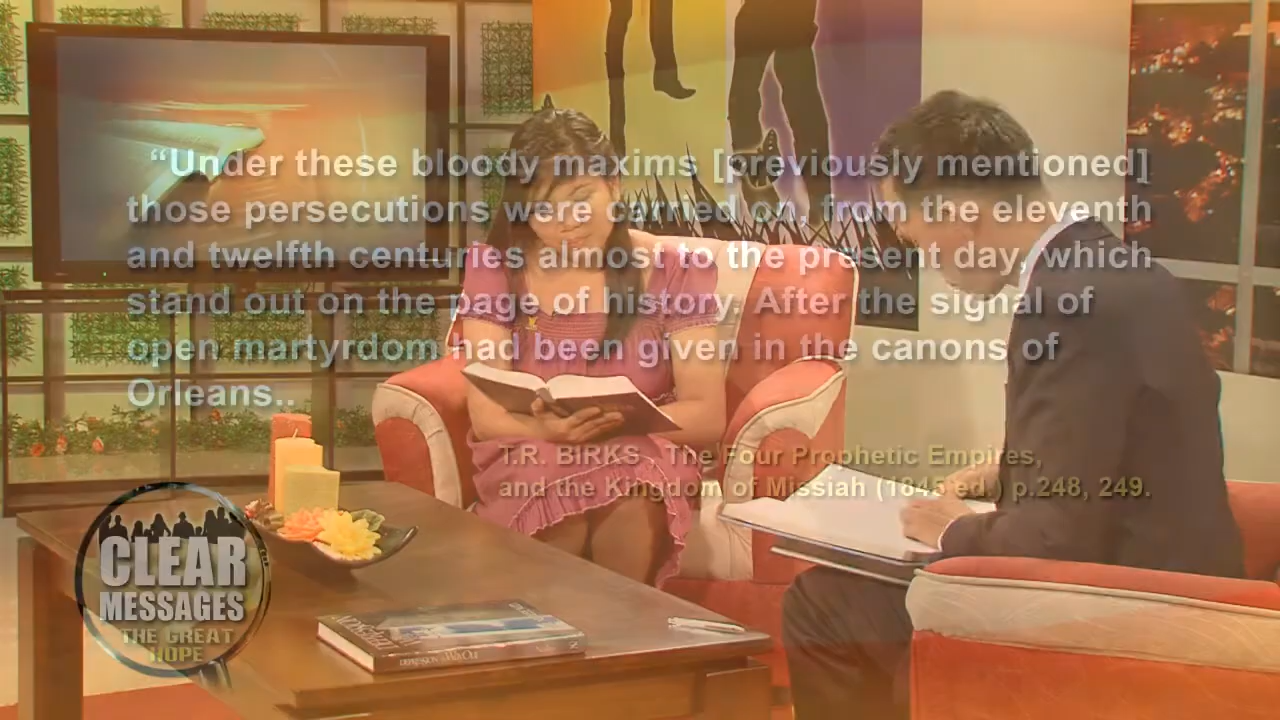 “Under these bloody maxims [previously mentioned]
those persecutions were carried on, from the eleventh
and twelfth centuries almost to the present day, which
stand out on the page of history. After the signal of
open martyrdom had been given in the canons of
Orleans..
T.R. BIRKS , The Four Prophetic Empires,
and the Kingdom of Missiah (1845 ed.) p.248, 249.
CLEAR
MESSAGES
THE GREAT
HOPE